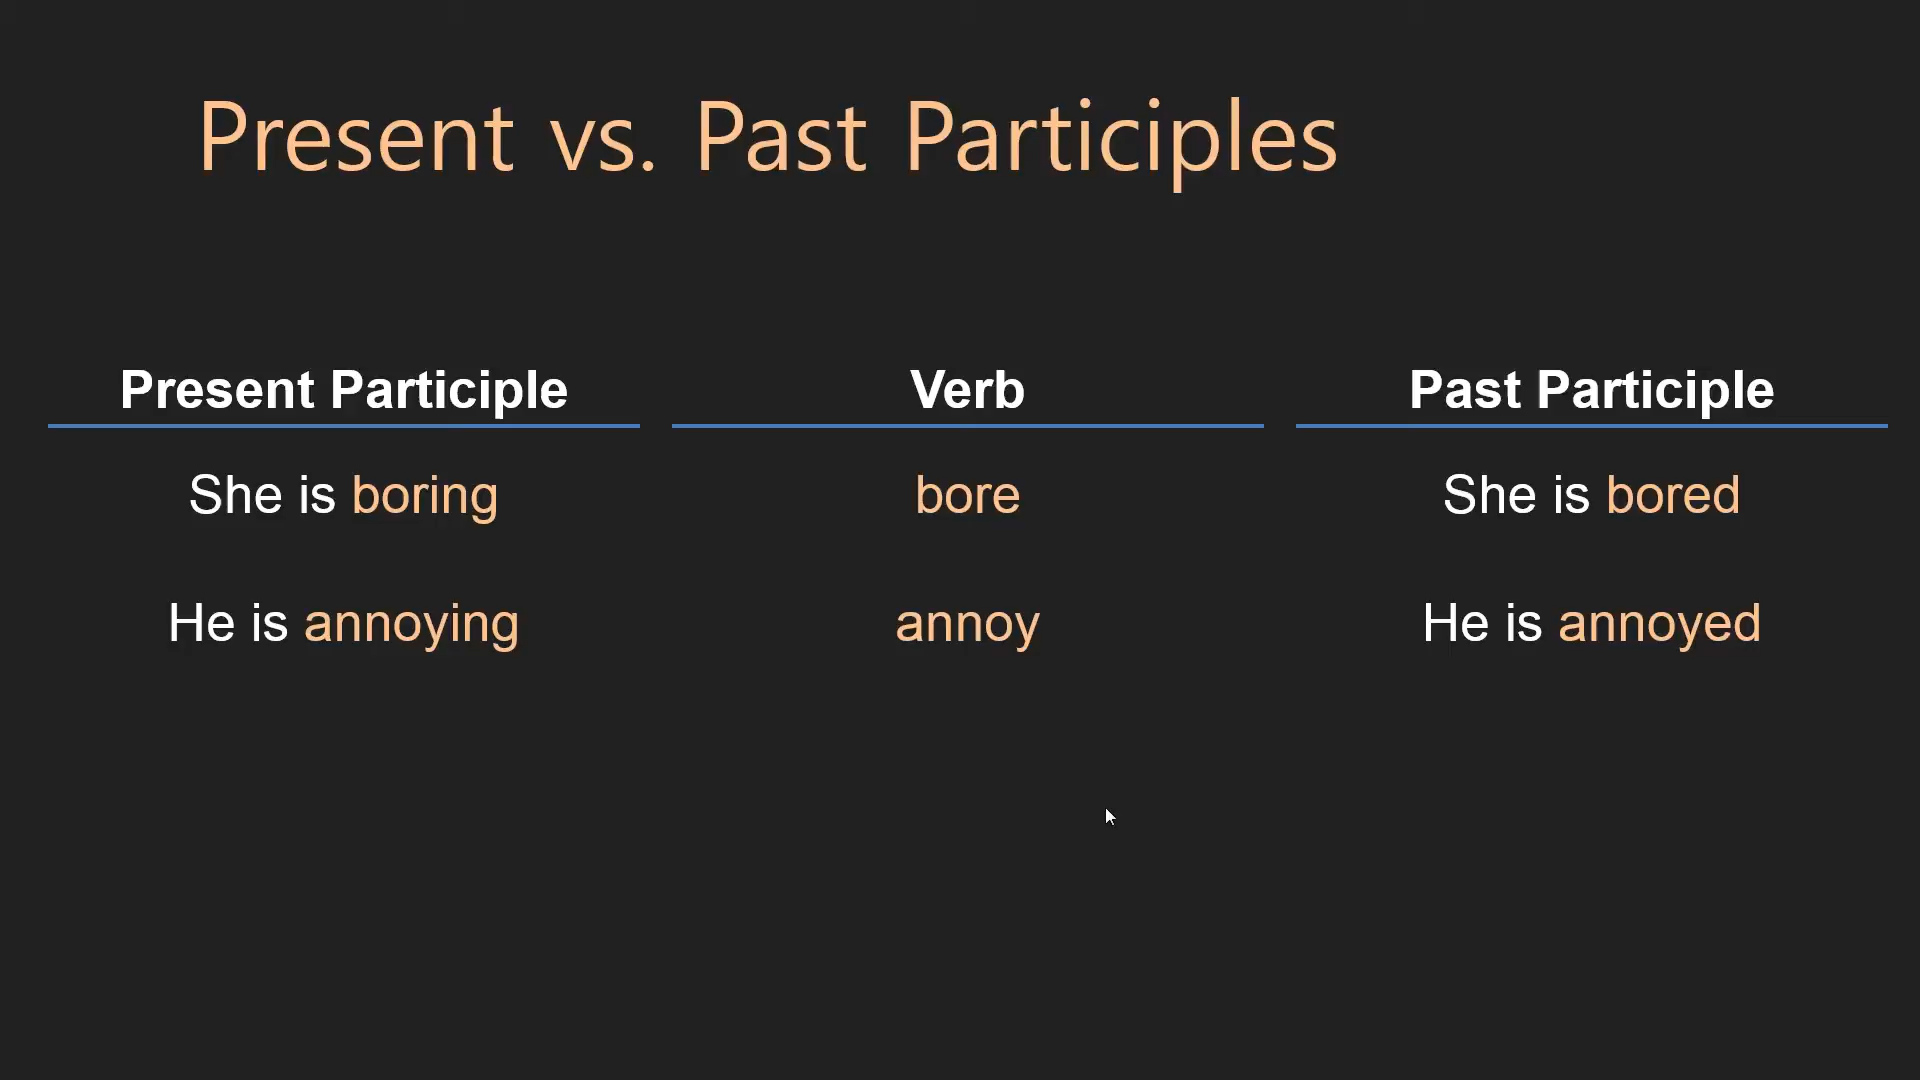 Present vs. Past Participles
Present Participle Verb Past Participle
She is boring bore She is bored
He is annoying annoy He is annoyed